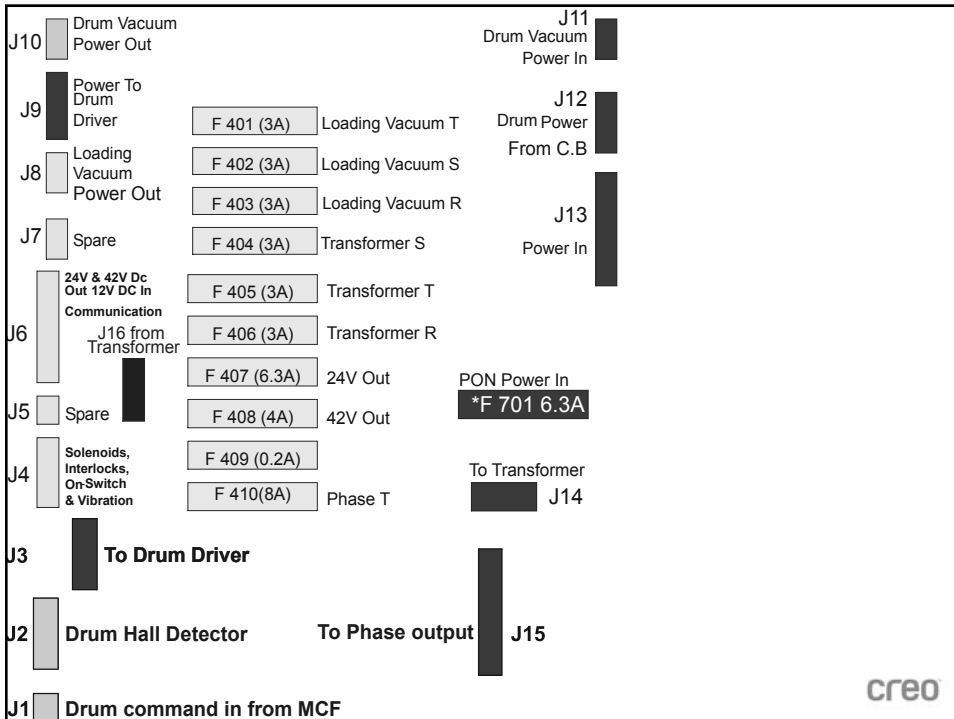 J10
Drum Vacuum
Power Out
J9
Power To
Drum
Driver
J8
Loading
Vacuum
Power Out
J7
Spare
J6
24V & 42V Dc
Out 12V DC In
Communication
J16 from
Transformer
J5
Spare
J4
Solenoids,
Interlocks,
On-Switch
& Vibration
J3
To Drum Driver
J2
Drum Hall Detector
J1
Drum command in from MCF
F 401 (3A) Loading Vacuum T
F 402 (3A) Loading Vacuum S
F 403 (3A) Loading Vacuum R
F 404 (3A) Transformer S
F 405 (3A) Transformer T
F 406 (3A) Transformer R
F 407 (6.3A) 24V Out
F 408 (4A) 42V Out
F 409 (0.2A)
F 410(8A) Phase T
J11
Drum Vacuum
Power In
J12
Drum Power
From C.B
J13
Power In
PON Power In
*F 701 6.3A
To Transformer
J14
To Phase output
J15
creo